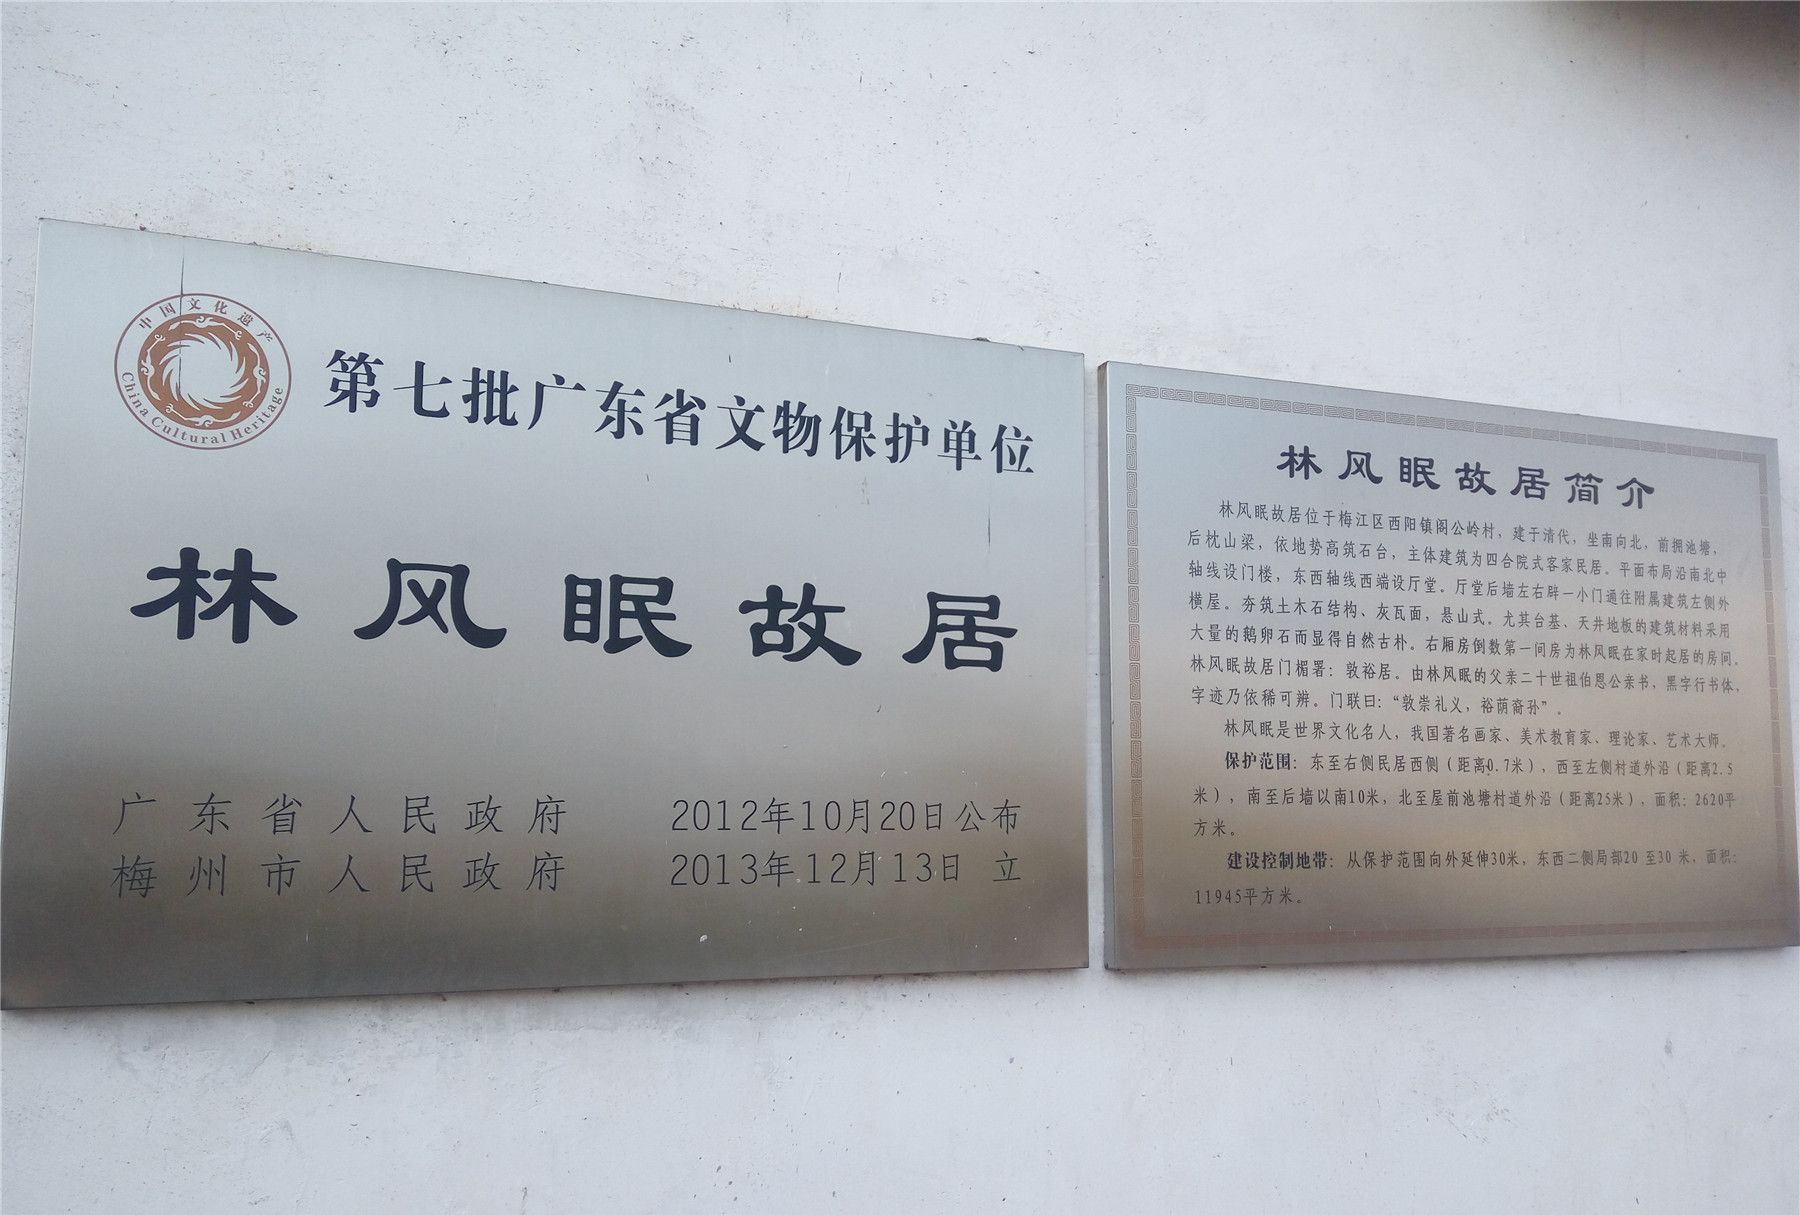 中国文化遗产
China Cultural Heritage
第七批广东省文物保护单位
林风眠故居
广东省人民政府 2012年10月20日公布
梅州市人民政府 2013年12月13日 立
林风眠故居简介
林风眠故居位于梅江区西阳镇阁公岭村，建于清代，坐南向北，前拥池塘，
后枕山梁，依地势高筑石台，主体建筑为四合院式客家民居。平面布局沿南北中
轴线设门楼，东西轴线西端设厅堂。厅堂后墙左右辟一小门通往附属建筑左侧外
横屋。夯筑土木石结构、灰瓦面，悬山式。尤其台基、天井地板的建筑材料采用
大量的鹅卵石而显得自然古朴。右厢房倒数第一间房为林风眠在家时起居的房间。
林风眠故居门楣署：敦裕居。由林风眠的父亲二十世祖伯恩公亲书，黑字行书体，
字迹乃依稀可辨。门联曰：“敦崇礼义，裕荫裔孙”。
林风眠是世界文化名人，我国著名画家、美术教育家、理论家、艺术大师。
保护范围：东至右侧民居西侧（距离0.7米），西至左侧村道外沿（距离2.5
米），南至后墙以南10米，北至屋前池塘村道外沿（距离25米），面积：2620平
方米。
建设控制地带：从保护范围向外延伸30米，东西二侧局部20至30米，面积：
11945平方米。